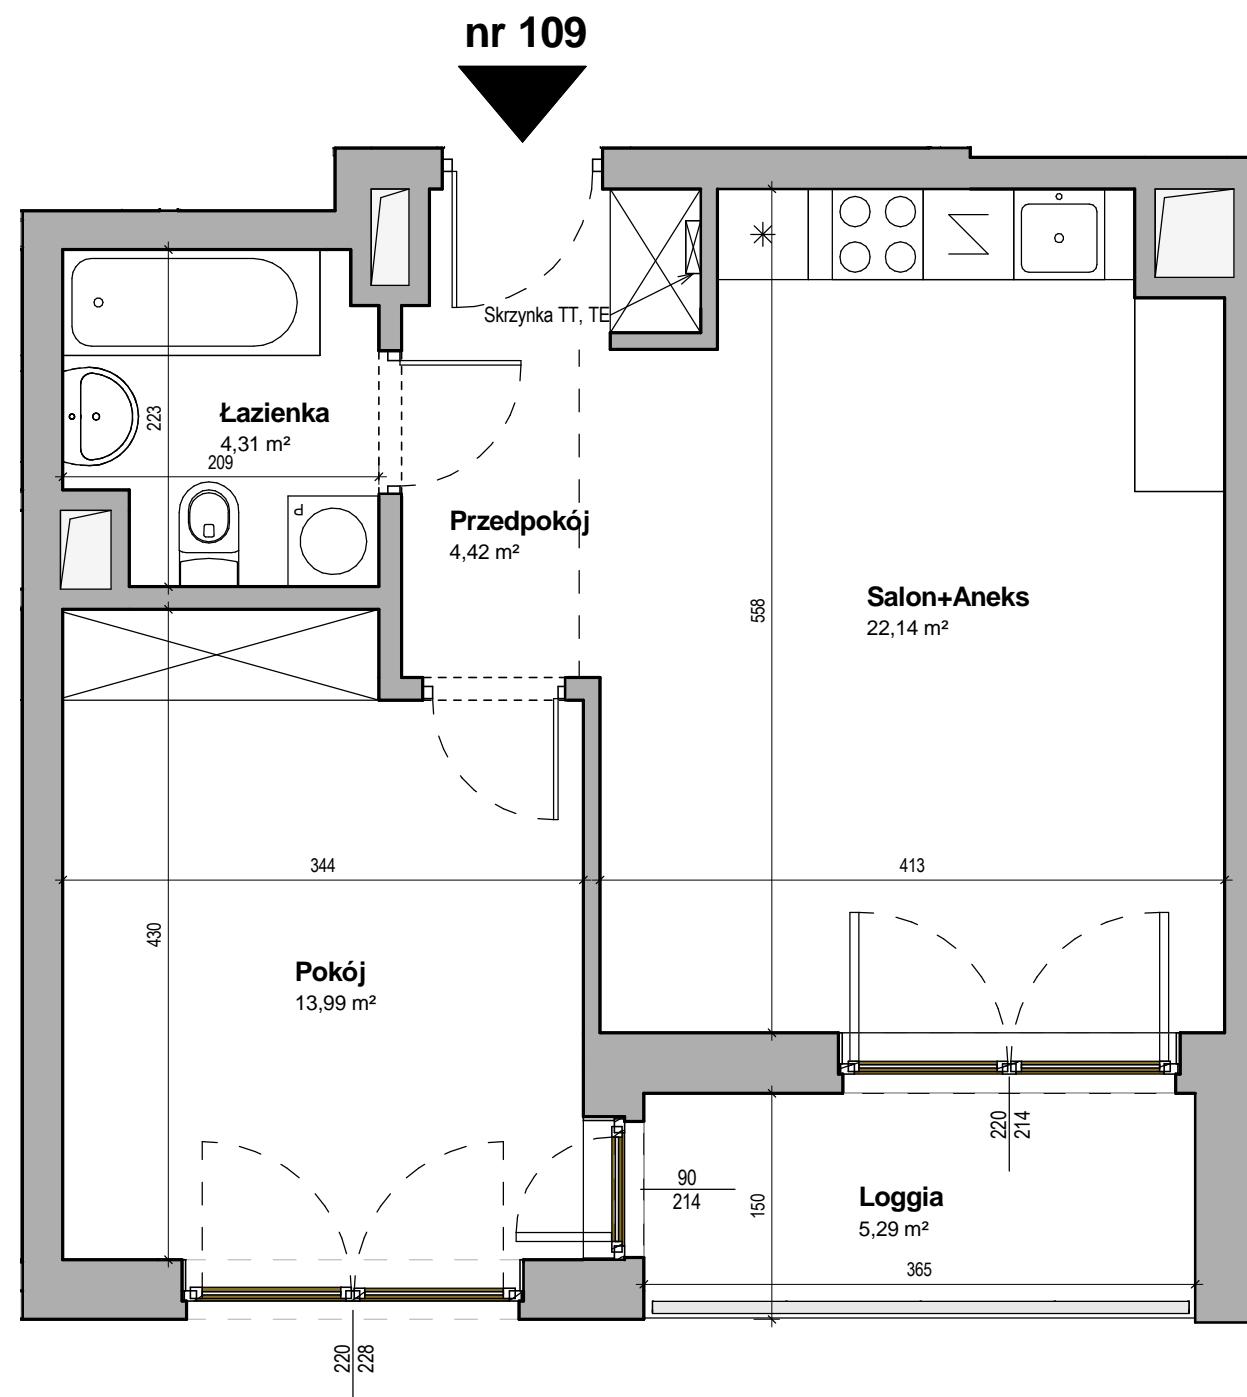 nr 109
Skrzynka TT, TE
Łazienka
4,31 m²
223
209
P
Przedpokój
4,42 m²
Salon+Aneks
22,14 m²
558
344
413
430
Pokój
13,99 m²
220
214
90
214
150
Loggia
5,29 m²
365
220
228